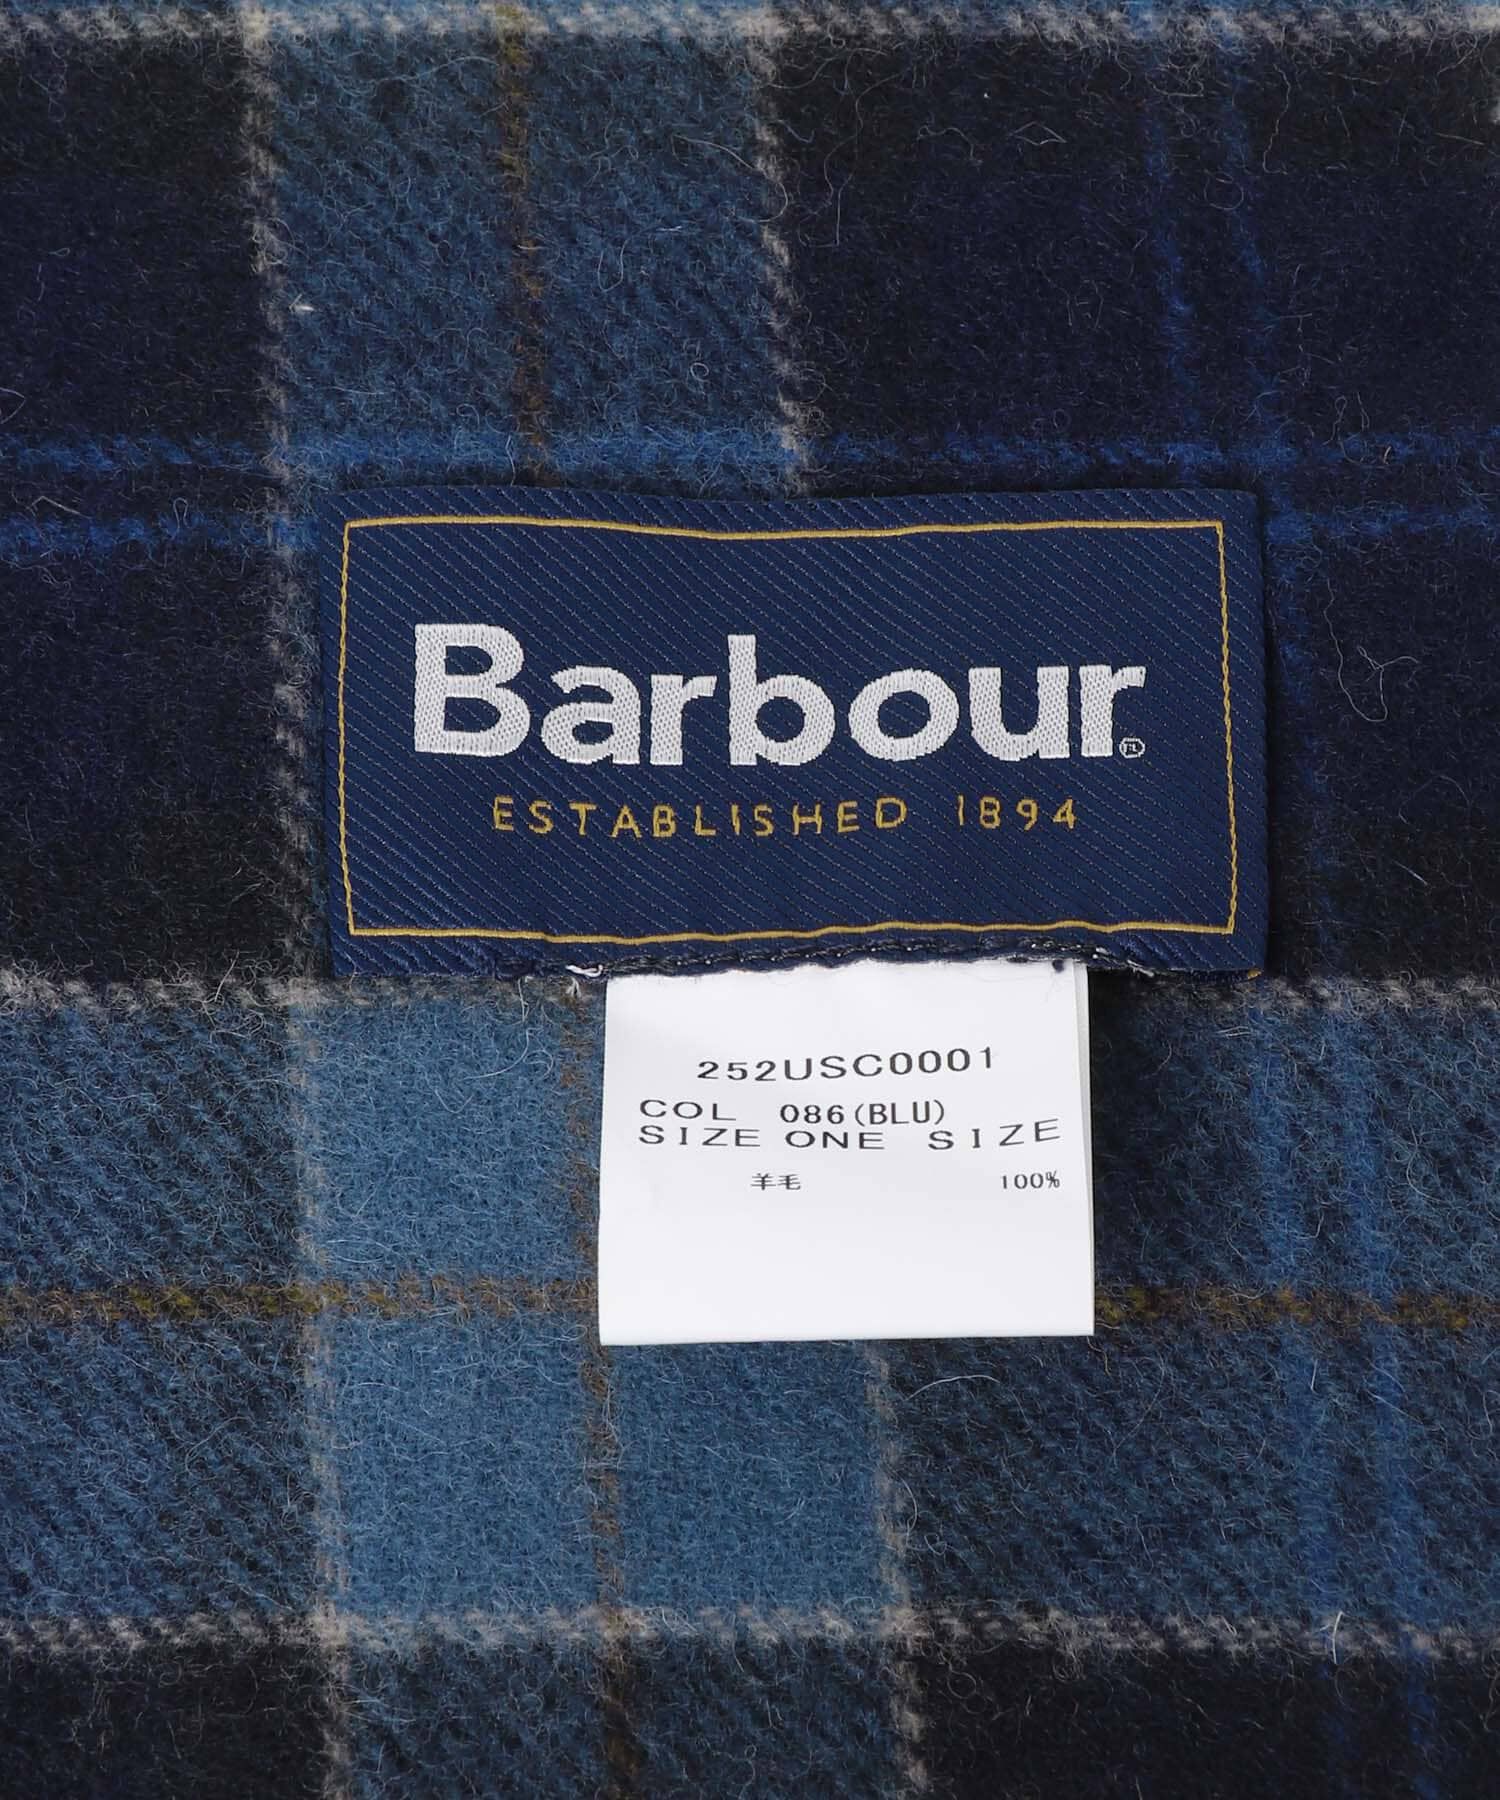 Barbour
ESTABLISHED 1894
252USC0001
COL 086(BLU)
SIZE ONE SIZE
羊毛 100%